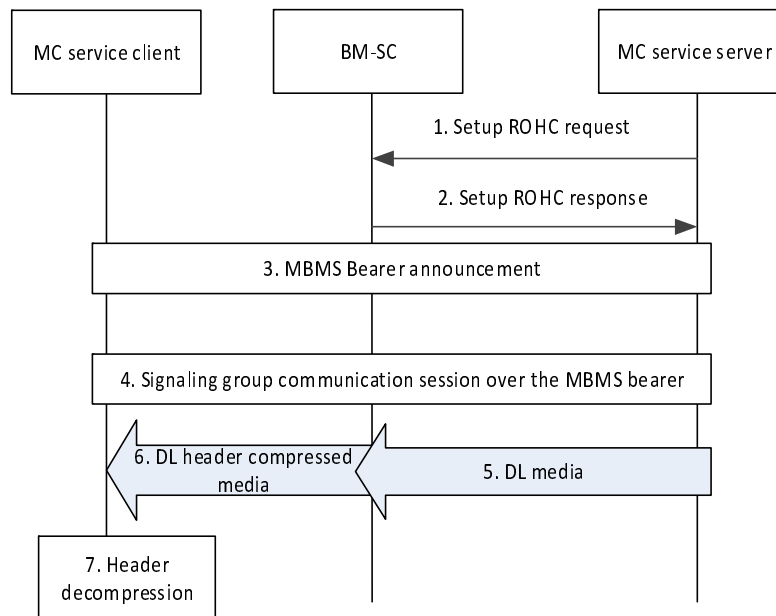 MC service client
BM-SC
MC service server
1. Setup ROHC request
2. Setup ROHC response
3. MBMS Bearer announcement
4. Signaling group communication session over the MBMS bearer
6. DL header compressed
media
5. DL media
7. Header
decompression